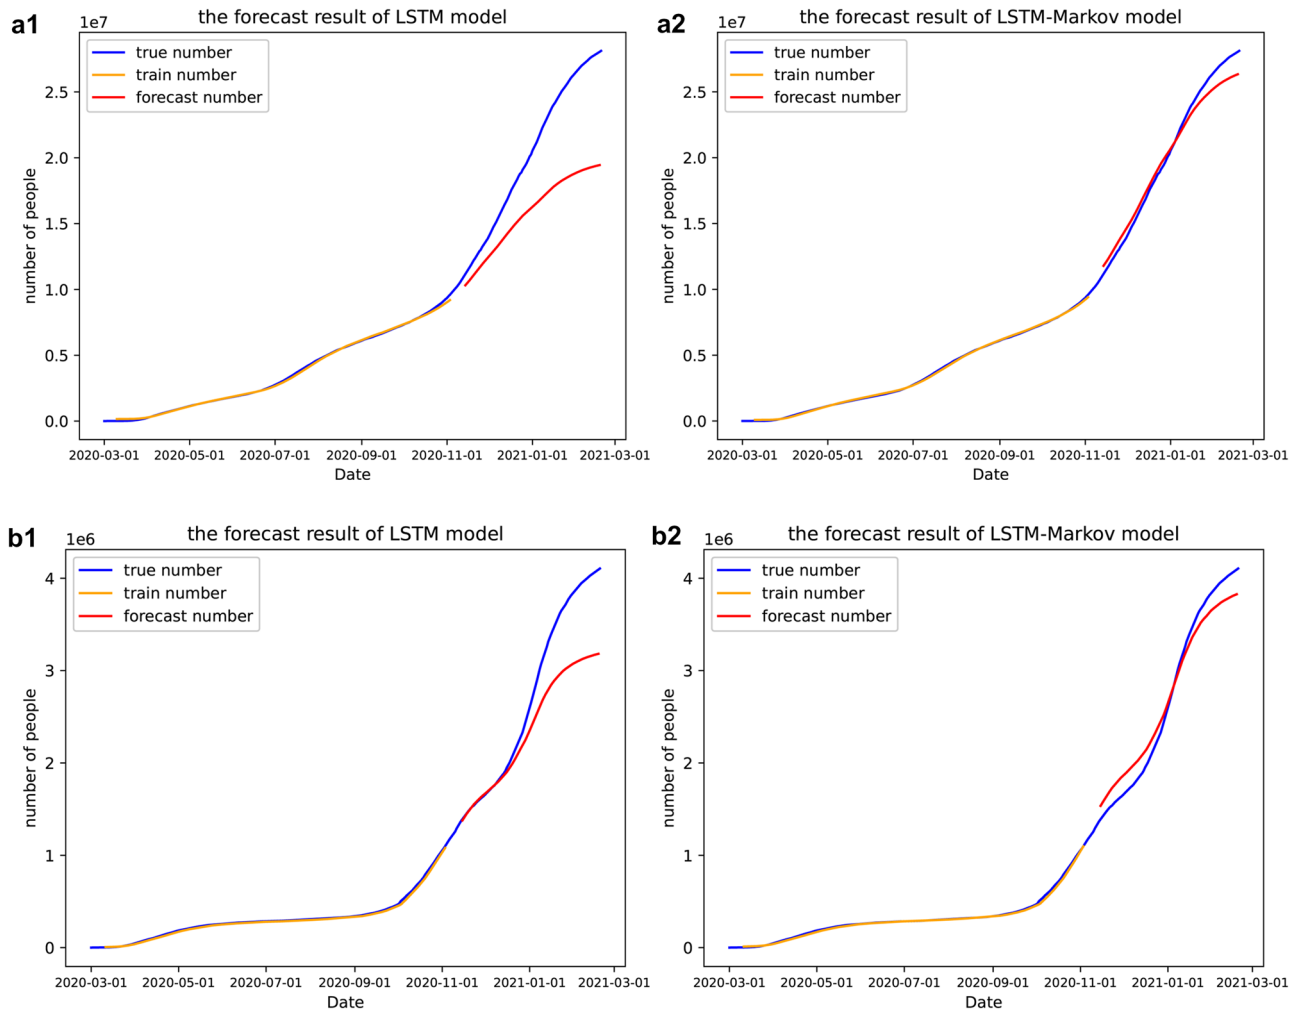 a1
the forecast result of LSTM model
1e7
true number
train number
forecast number
2.5
2.0
1.5
1.0
0.5
0.0
number of people
2020-03-01 2020-05-01 2020-07-01 2020-09-01 2020-11-01 2021-01-01 2021-03-01
Date
a2
the forecast result of LSTM-Markov model
1e7
true number
train number
forecast number
2.5
2.0
1.5
1.0
0.5
0.0
number of people
2020-03-01 2020-05-01 2020-07-01 2020-09-01 2020-11-01 2021-01-01 2021-03-01
Date
b1
the forecast result of LSTM model
1e6
true number
train number
forecast number
4
3
2
1
0
number of people
2020-03-01 2020-05-01 2020-07-01 2020-09-01 2020-11-01 2021-01-01 2021-03-01
Date
b2
the forecast result of LSTM-Markov model
1e6
true number
train number
forecast number
4
3
2
1
0
number of people
2020-03-01 2020-05-01 2020-07-01 2020-09-01 2020-11-01 2021-01-01 2021-03-01
Date